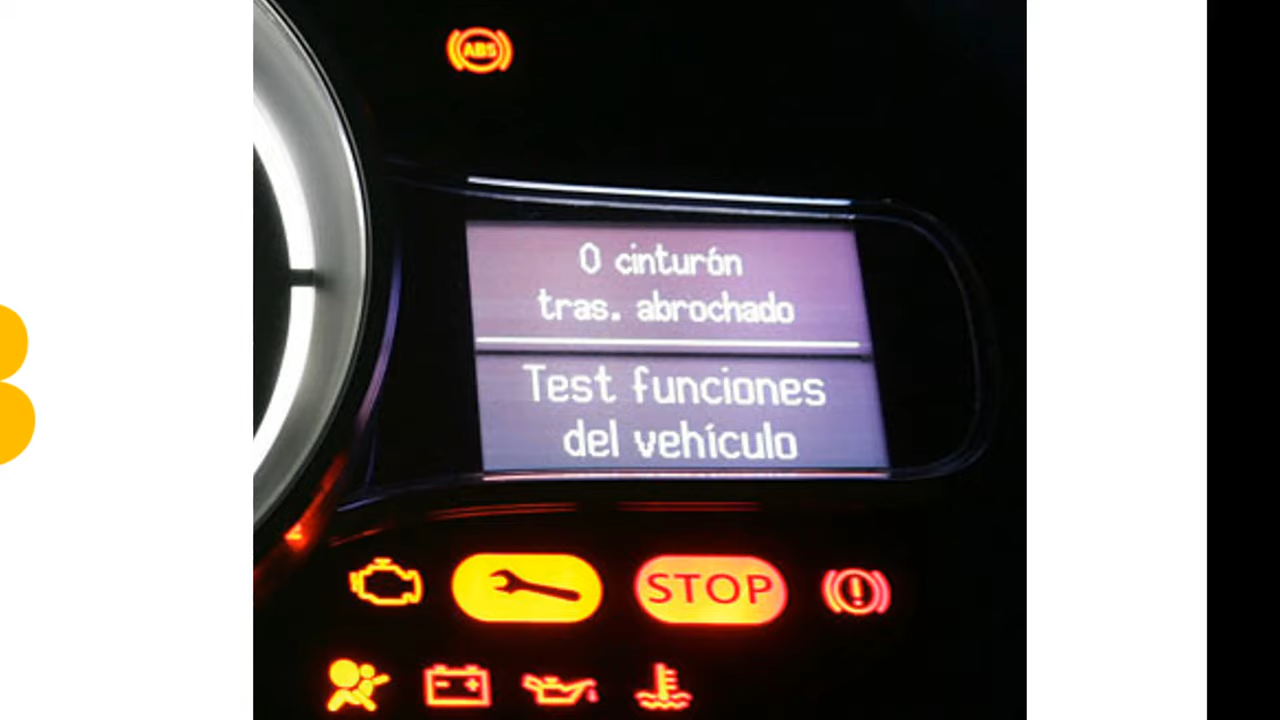 ABS
0 cinturón
tras. abrochado
Test funciones
del vehículo
STOP